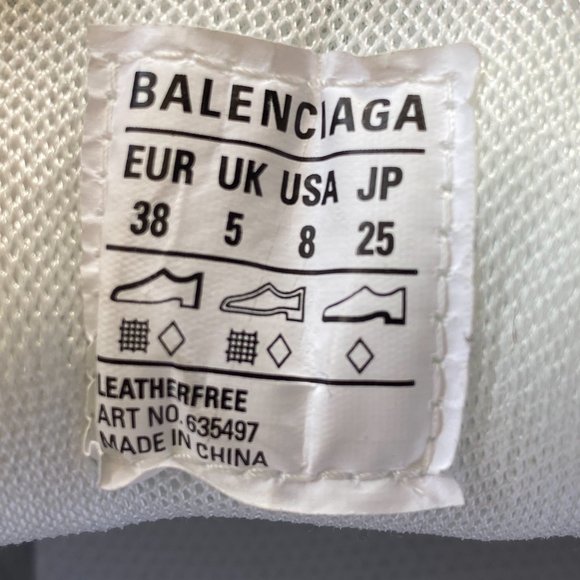 BALENCIAGA
EUR UK USA JP
38 5 8 25
LEATHERFREE
ART NO. 635497
MADE IN CHINA